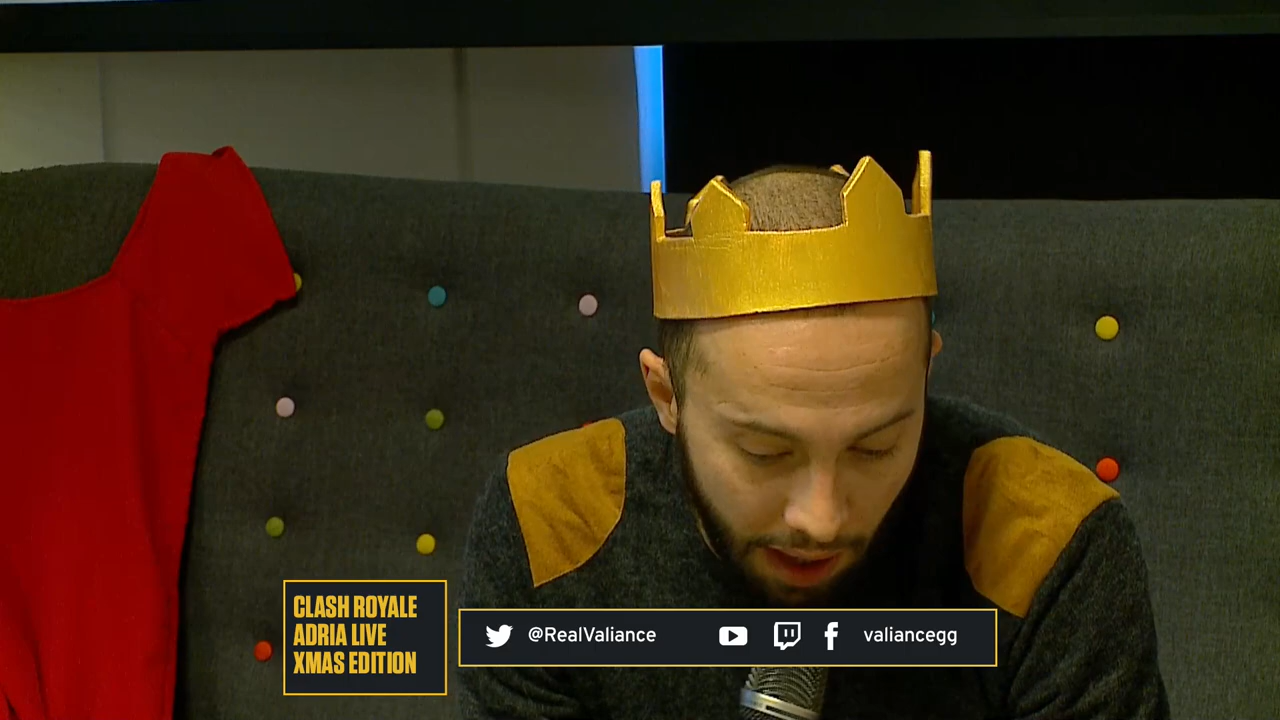 CLASH ROYALE
ADRIA LIVE
XMAS EDITION
@RealValiance
valiancegg